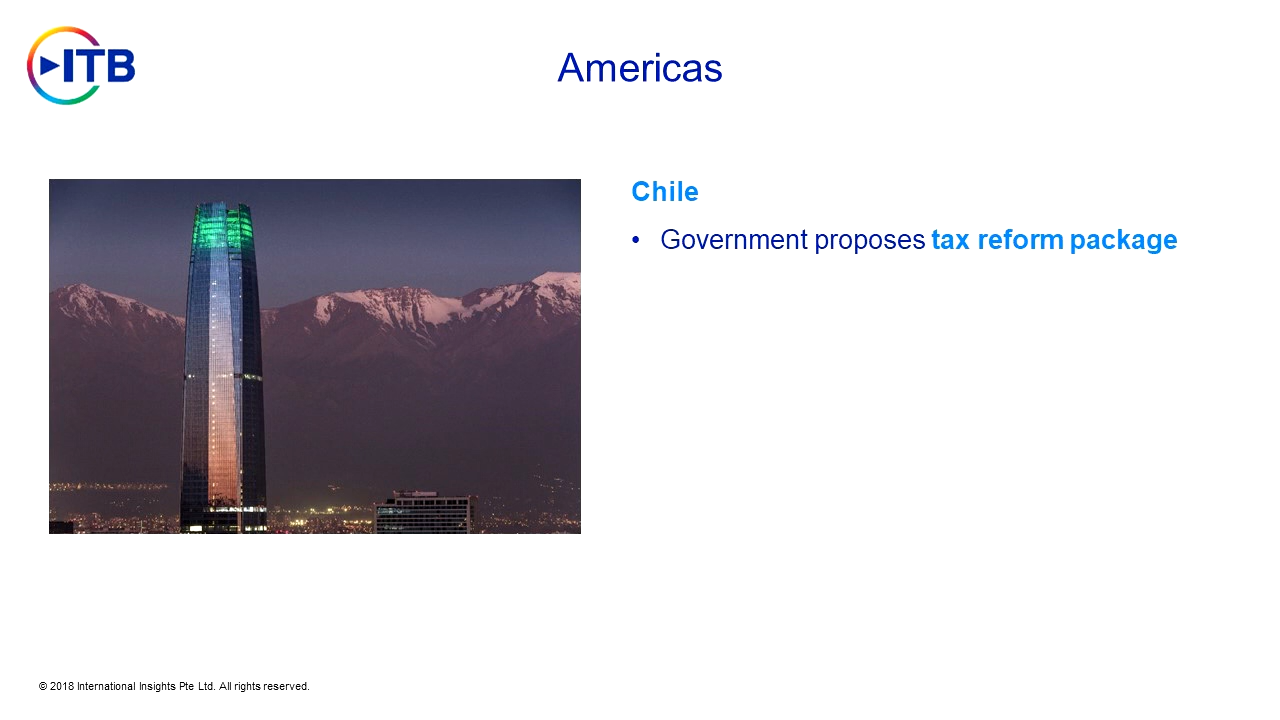 ITB
Americas
Chile
• Government proposes tax reform package
© 2018 International Insights Pte Ltd. All rights reserved.